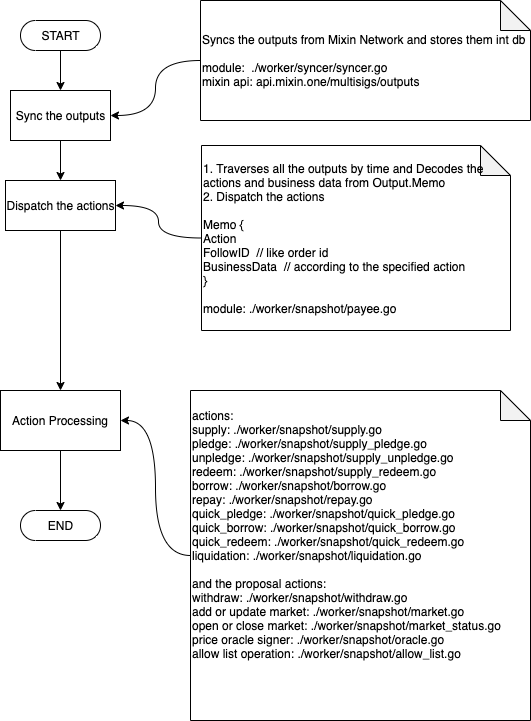 START
Syncs the outputs from Mixin Network and stores them int db
module:  ./worker/syncer/syncer.go
mixin api: api.mixin.one/multisigs/outputs
Sync the outputs
1. Traverses all the outputs by time and Decodes the
actions and business data from Output.Memo
2. Dispatch the actions
Memo {
Action
FollowID  // like order id
BusinessData  // according to the specified action
}
module: ./worker/snapshot/payee.go
Dispatch the actions
Action Processing
actions:
supply: ./worker/snapshot/supply.go
pledge: ./worker/snapshot/supply_pledge.go
unpledge: ./worker/snapshot/supply_unpledge.go
redeem: ./worker/snapshot/supply_redeem.go
borrow: ./worker/snapshot/borrow.go
repay: ./worker/snapshot/repay.go
quick_pledge: ./worker/snapshot/quick_pledge.go
quick_borrow: ./worker/snapshot/quick_borrow.go
quick_redeem: ./worker/snapshot/quick_redeem.go
liquidation: ./worker/snapshot/liquidation.go
and the proposal actions:
withdraw: ./worker/snapshot/withdraw.go
add or update market: ./worker/snapshot/market.go
open or close market: ./worker/snapshot/market_status.go
price oracle signer: ./worker/snapshot/oracle.go
allow list operation: ./worker/snapshot/allow_list.go
END